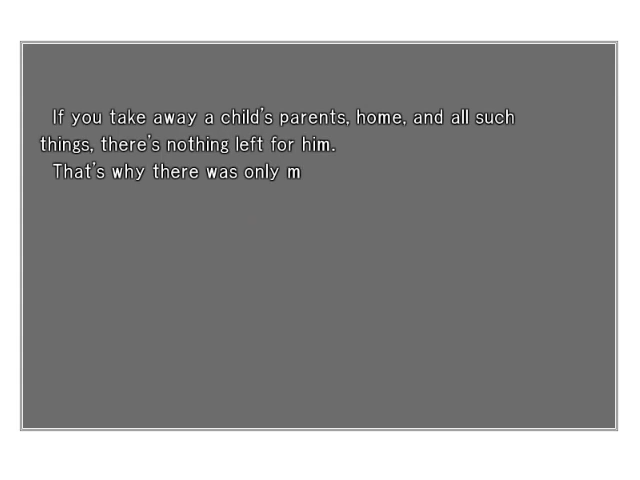 If you take away a child's parents, home, and all such
things, there's nothing left for him.
That's why there was only m